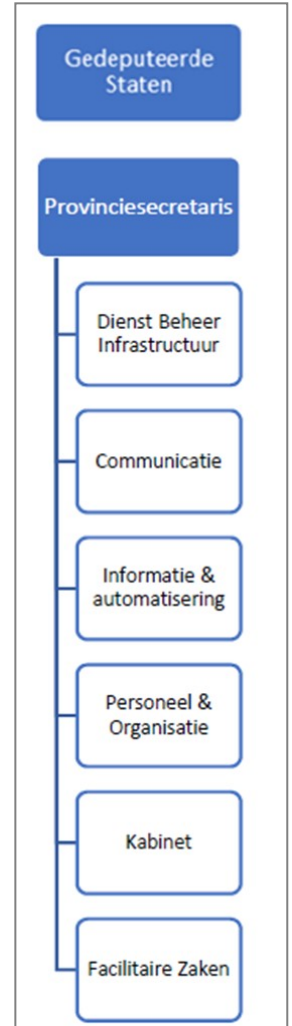 Gedeputeerde
Staten
Provinciesecretaris
Dienst Beheer
Infrastructuur
Communicatie
Informatie &
automatisering
Personeel &
Organisatie
Kabinet
Facilitaire Zaken